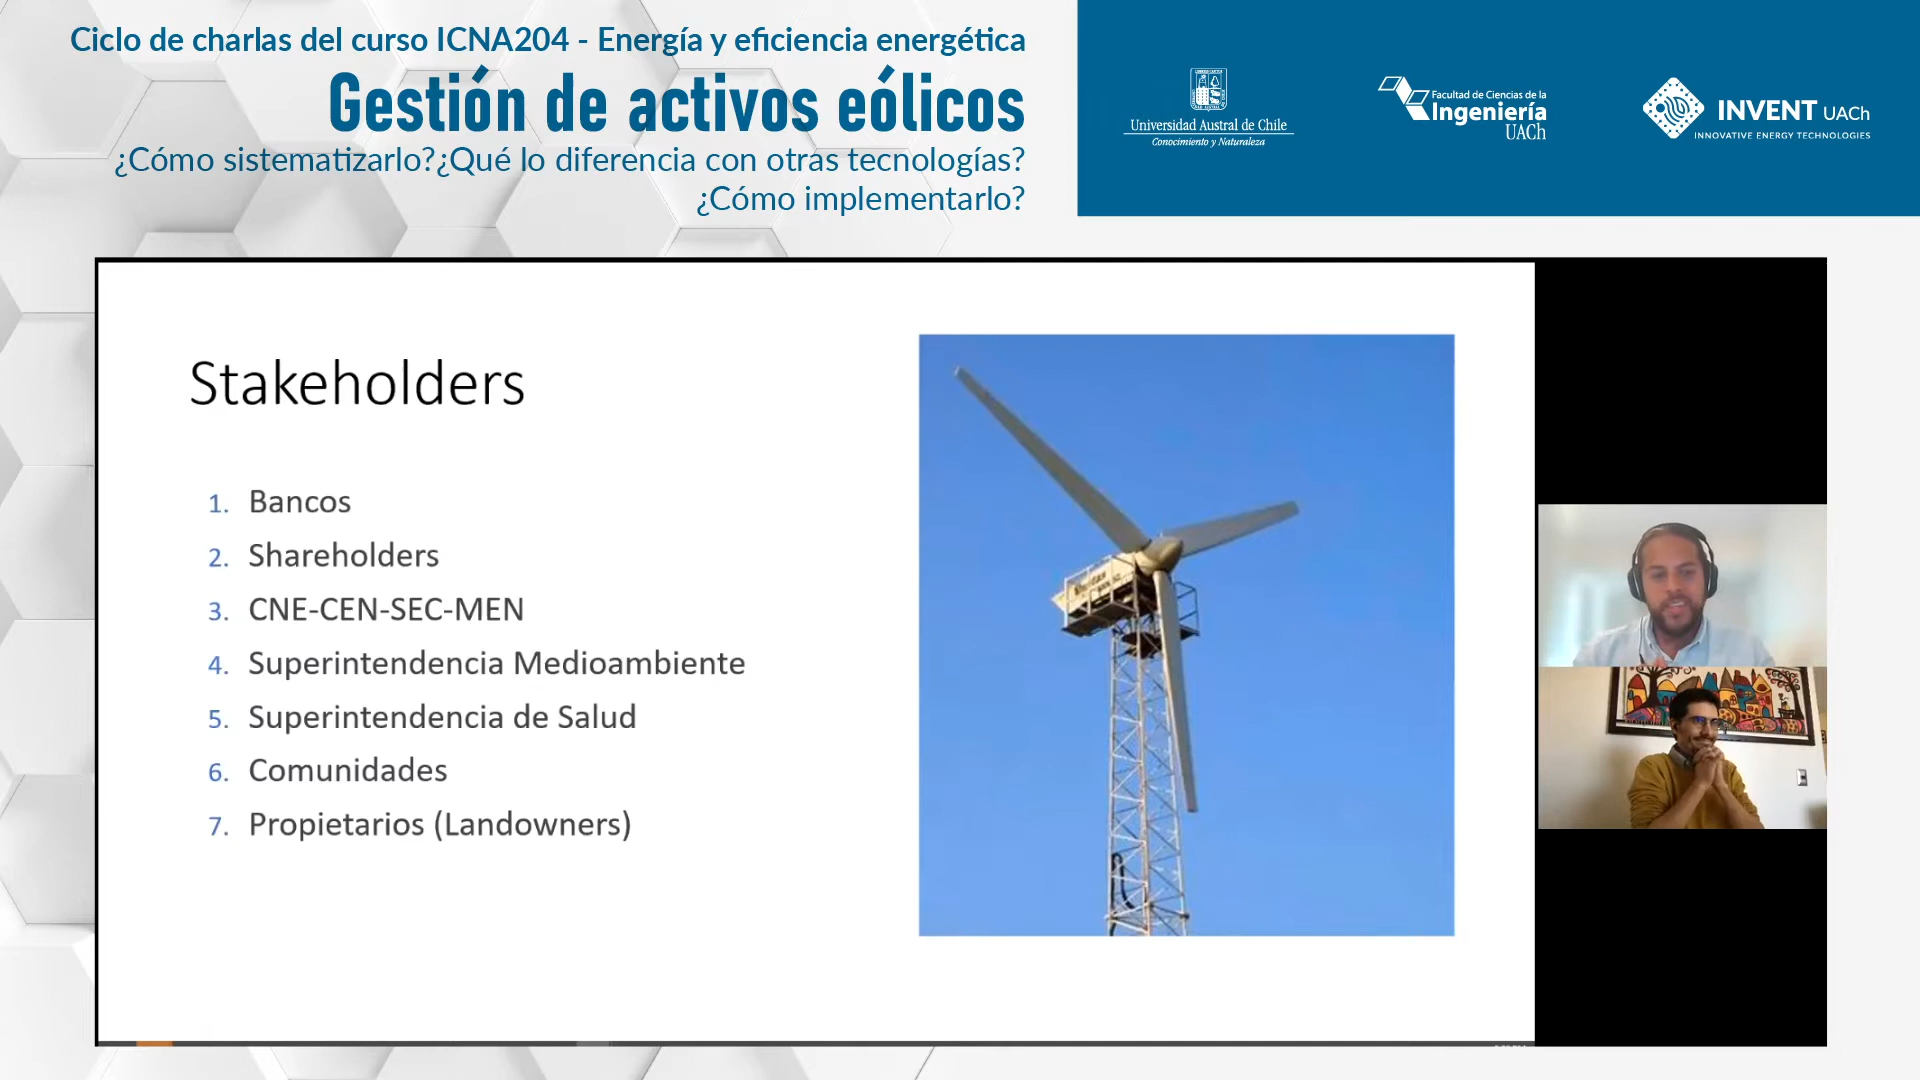 Ciclo de charlas del curso ICNA204 - Energía y eficiencia energética
Gestión de activos eólicos
¿Cómo sistematizarlo?¿Qué lo diferencia con otras tecnologías?
¿Cómo implementarlo?
Universidad Austral de Chile
Conocimiento y Naturaleza
Facultad de Ciencias de la
Ingeniería
UACh
INVENT UACh
INNOVATIVE ENERGY TECHNOLOGIES
Stakeholders
1. Bancos
2. Shareholders
3. CNE-CEN-SEC-MEN
4. Superintendencia Medioambiente
5. Superintendencia de Salud
6. Comunidades
7. Propietarios (Landowners)